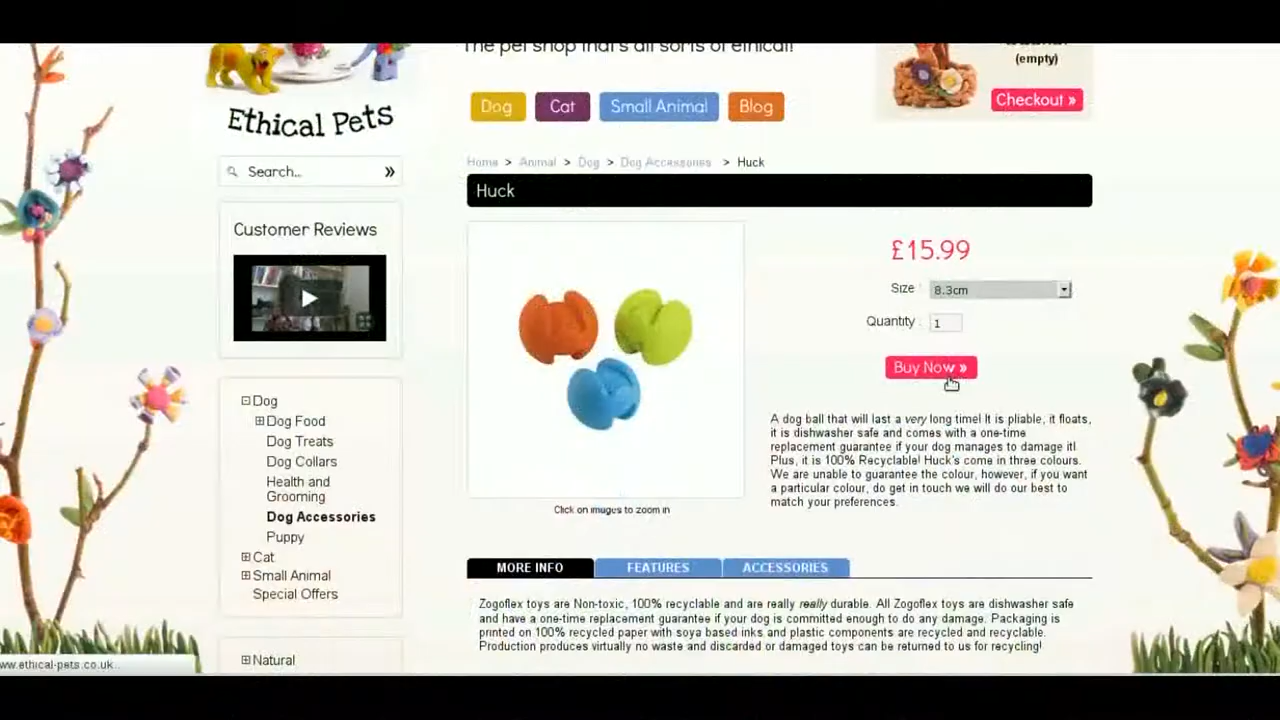 The pet shop that's all sorts of ethical!
(empty)
Checkout »
Ethical Pets
Dog
Cat
Small Animal
Blog
Search... »
Home > Animal > Dog > Dog Accessories > Huck
Huck
Customer Reviews
£15.99
Size : 8.3cm
Quantity : 1
Buy Now »
A dog ball that will last a very long time! It is pliable, it floats,
it is dishwasher safe and comes with a one-time
replacement guarantee if your dog manages to damage it!
Plus, it is 100% Recyclable! Huck's come in three colours.
We are unable to guarantee the colour, however, if you want
a particular colour, do get in touch we will do our best to
match your preferences.
Click on images to zoom in
Dog
Dog Food
Dog Treats
Dog Collars
Health and
Grooming
Dog Accessories
Puppy
Cat
Small Animal
Special Offers
Natural
MORE INFO
FEATURES
ACCESSORIES
Zogoflex toys are Non-toxic, 100% recyclable and are really really durable. All Zogoflex toys are dishwasher safe
and have a one-time replacement guarantee if your dog is committed enough to do any damage. Packaging is
printed on 100% recycled paper with soya based inks and plastic components are recycled and recyclable.
Production produces virtually no waste and discarded or damaged toys can be returned to us for recycling!
ww.ethical-pets.co.uk...